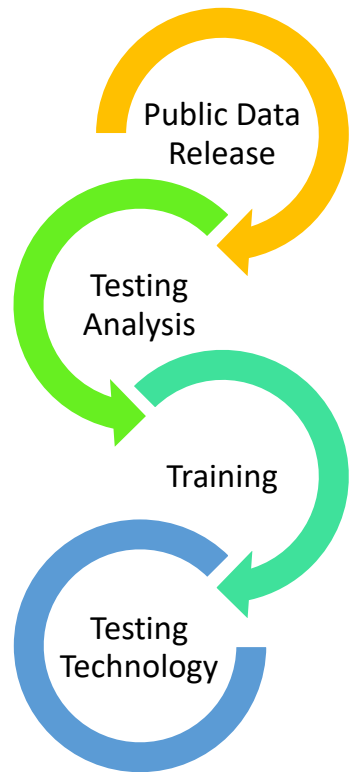 Public Data
Release
Testing
Analysis
Training
Testing
Technology